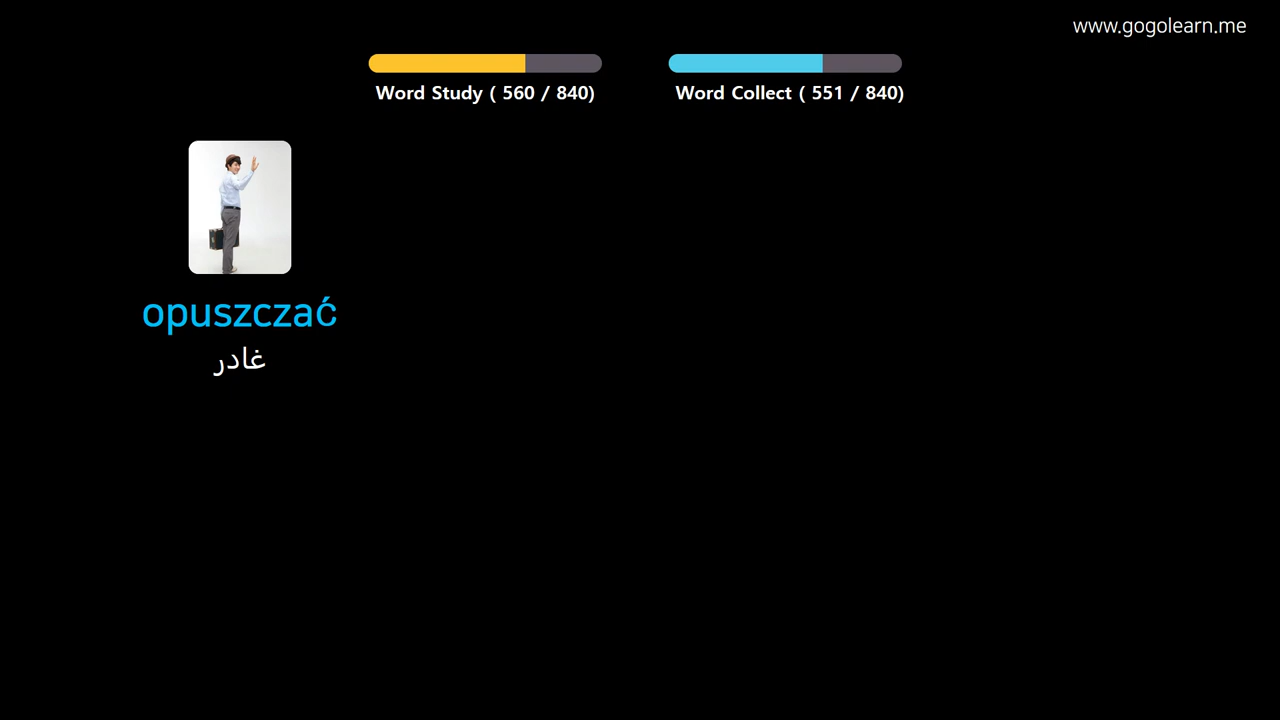 www.gogolearn.me
Word Study ( 560 / 840)
Word Collect ( 551 / 840)
opuszczać
غادر